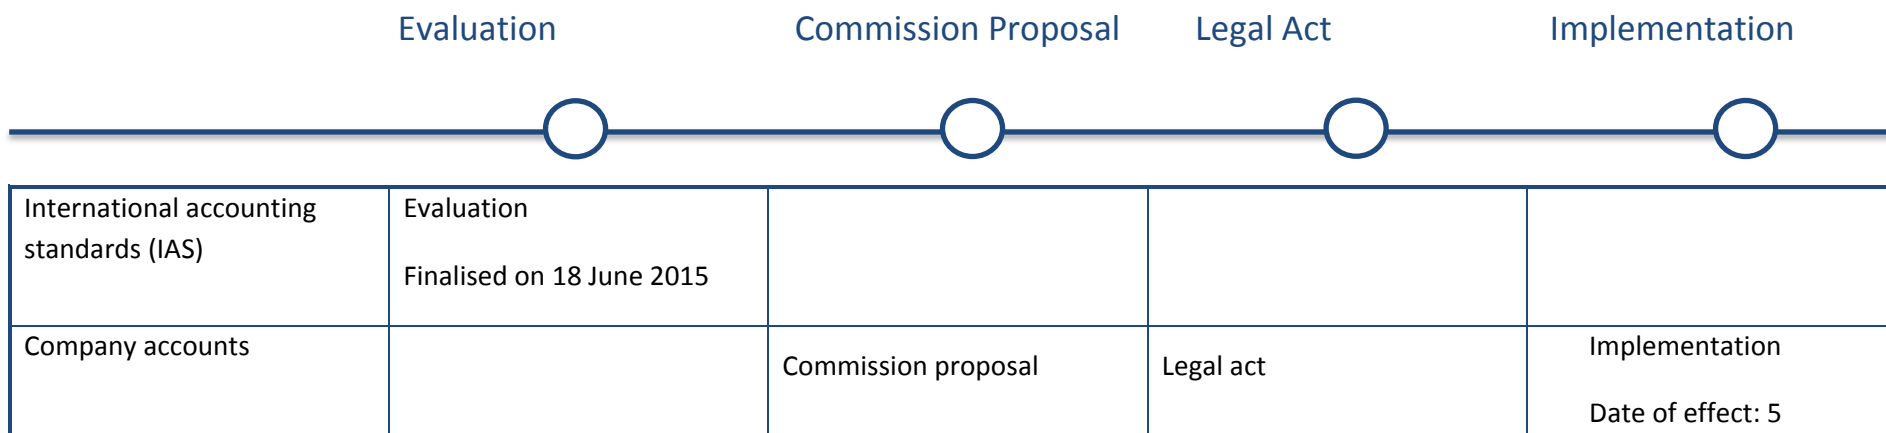 Evaluation Commission Proposal Legal Act Implementation
International accounting
standards (IAS)
Evaluation
Finalised on 18 June 2015
Company accounts
Commission proposal
Legal act
Implementation
Date of effect: 5